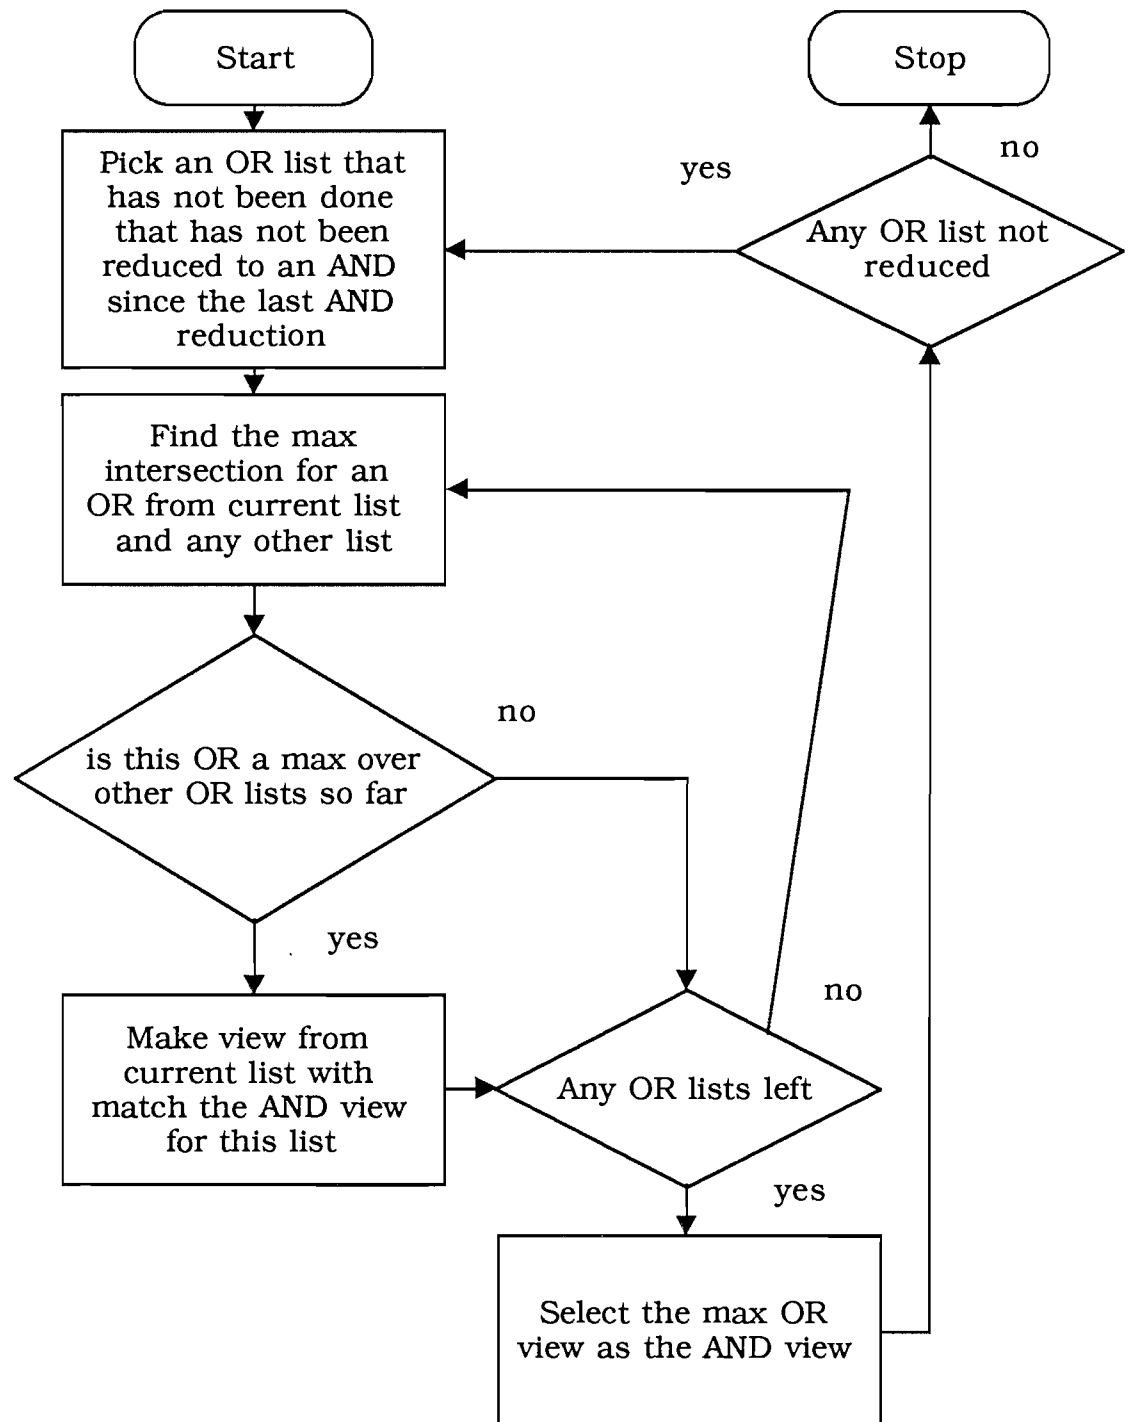 Start
Stop
Pick an OR list that
has not been done
that has not been
reduced to an AND
since the last AND
reduction
yes
no
Any OR list not
reduced
Find the max
intersection for an
OR from current list
and any other list
no
is this OR a max over
other OR lists so far
yes
no
Make view from
current list with
match the AND view
for this list
Any OR lists left
yes
Select the max OR
view as the AND view